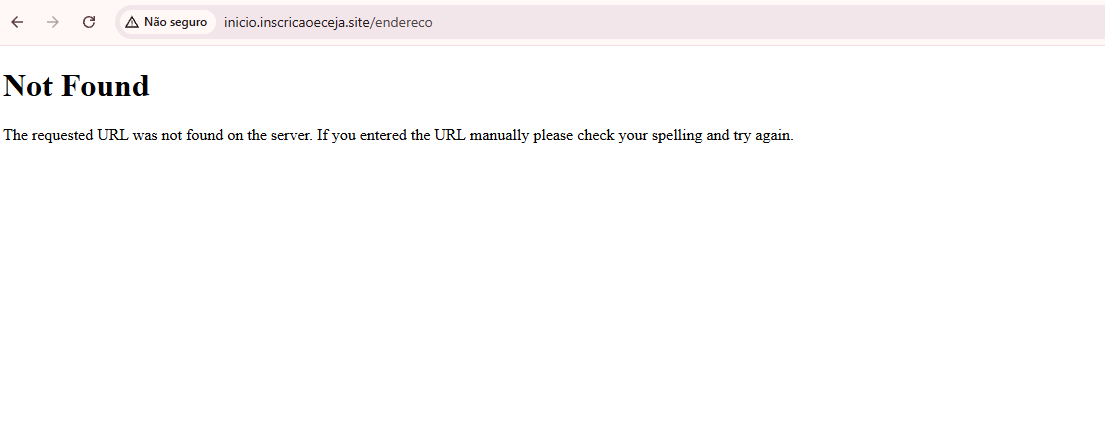 Não seguro inicio.inscricaoeceja.site/endereco
Not Found
The requested URL was not found on the server. If you entered the URL manually please check your spelling and try again.